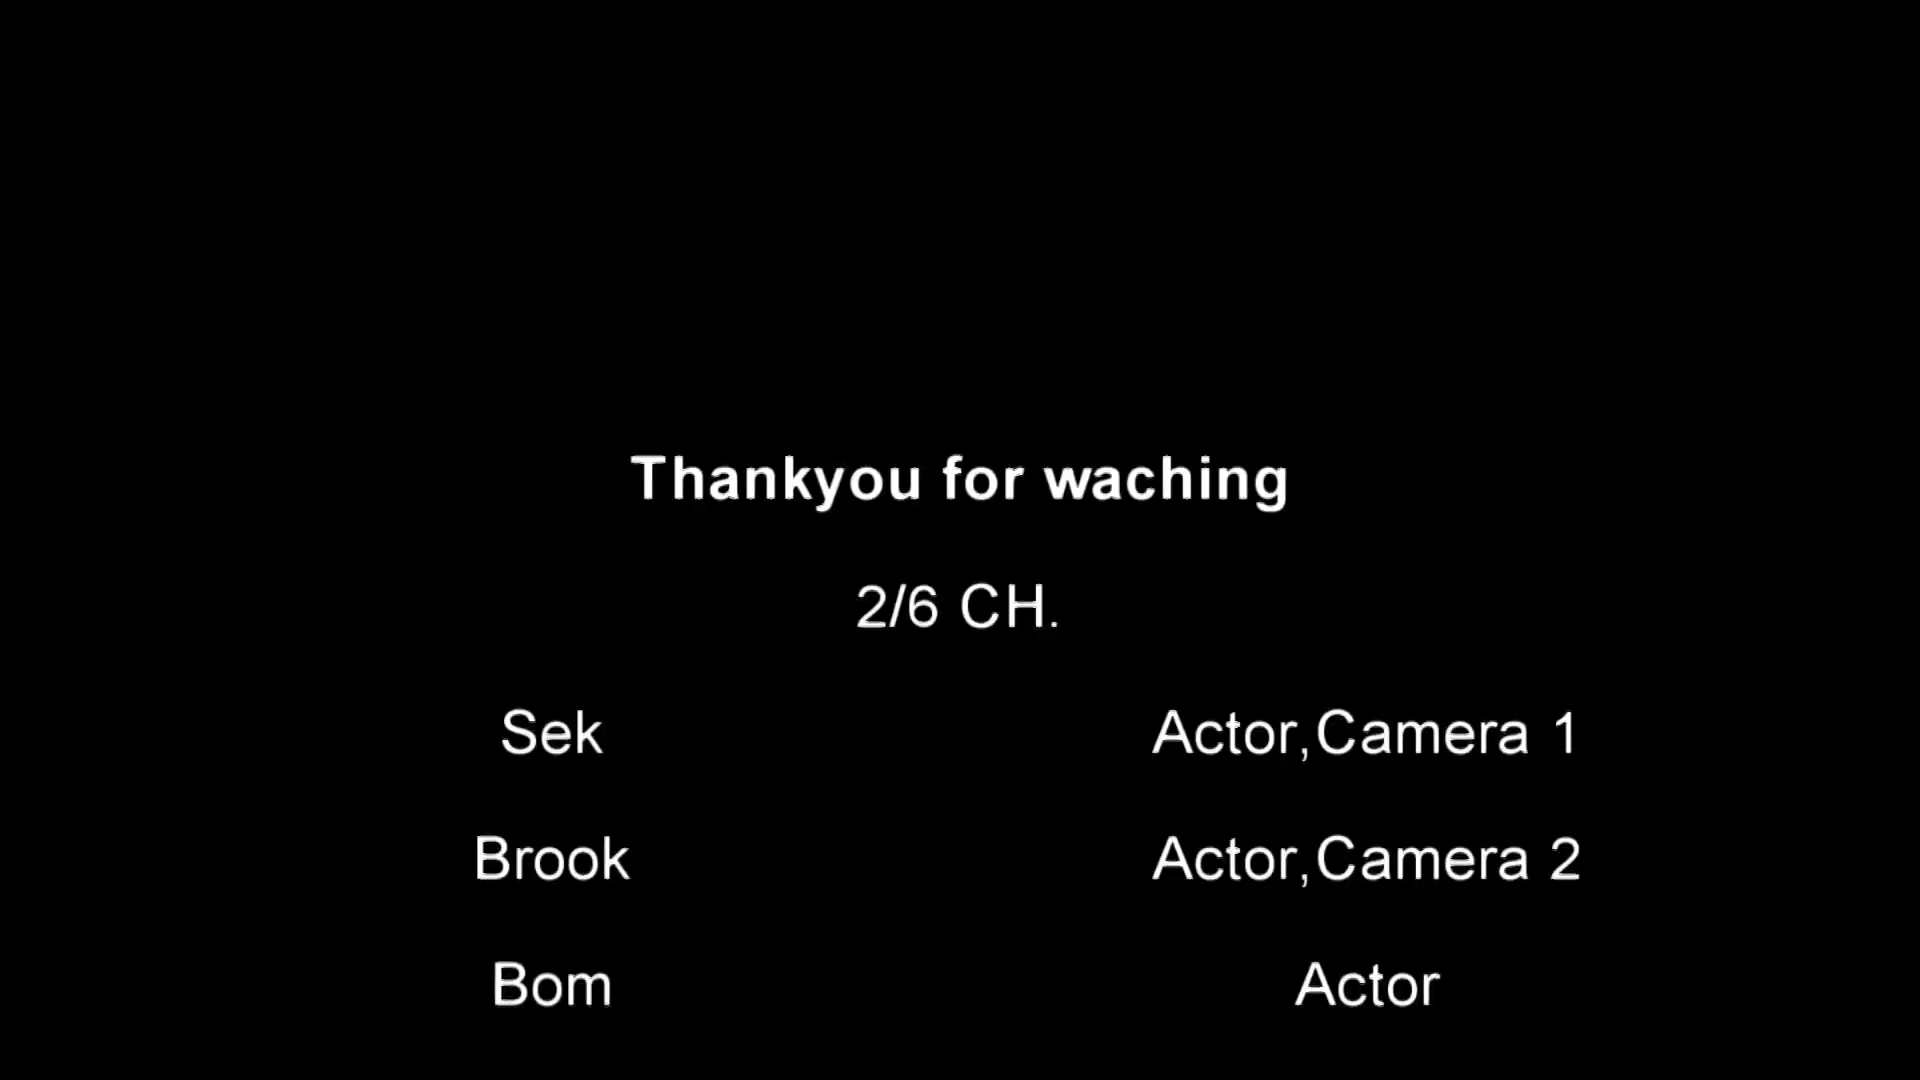 Thankyou for waching
2/6 CH.
Sek Actor,Camera 1
Brook Actor,Camera 2
Bom Actor